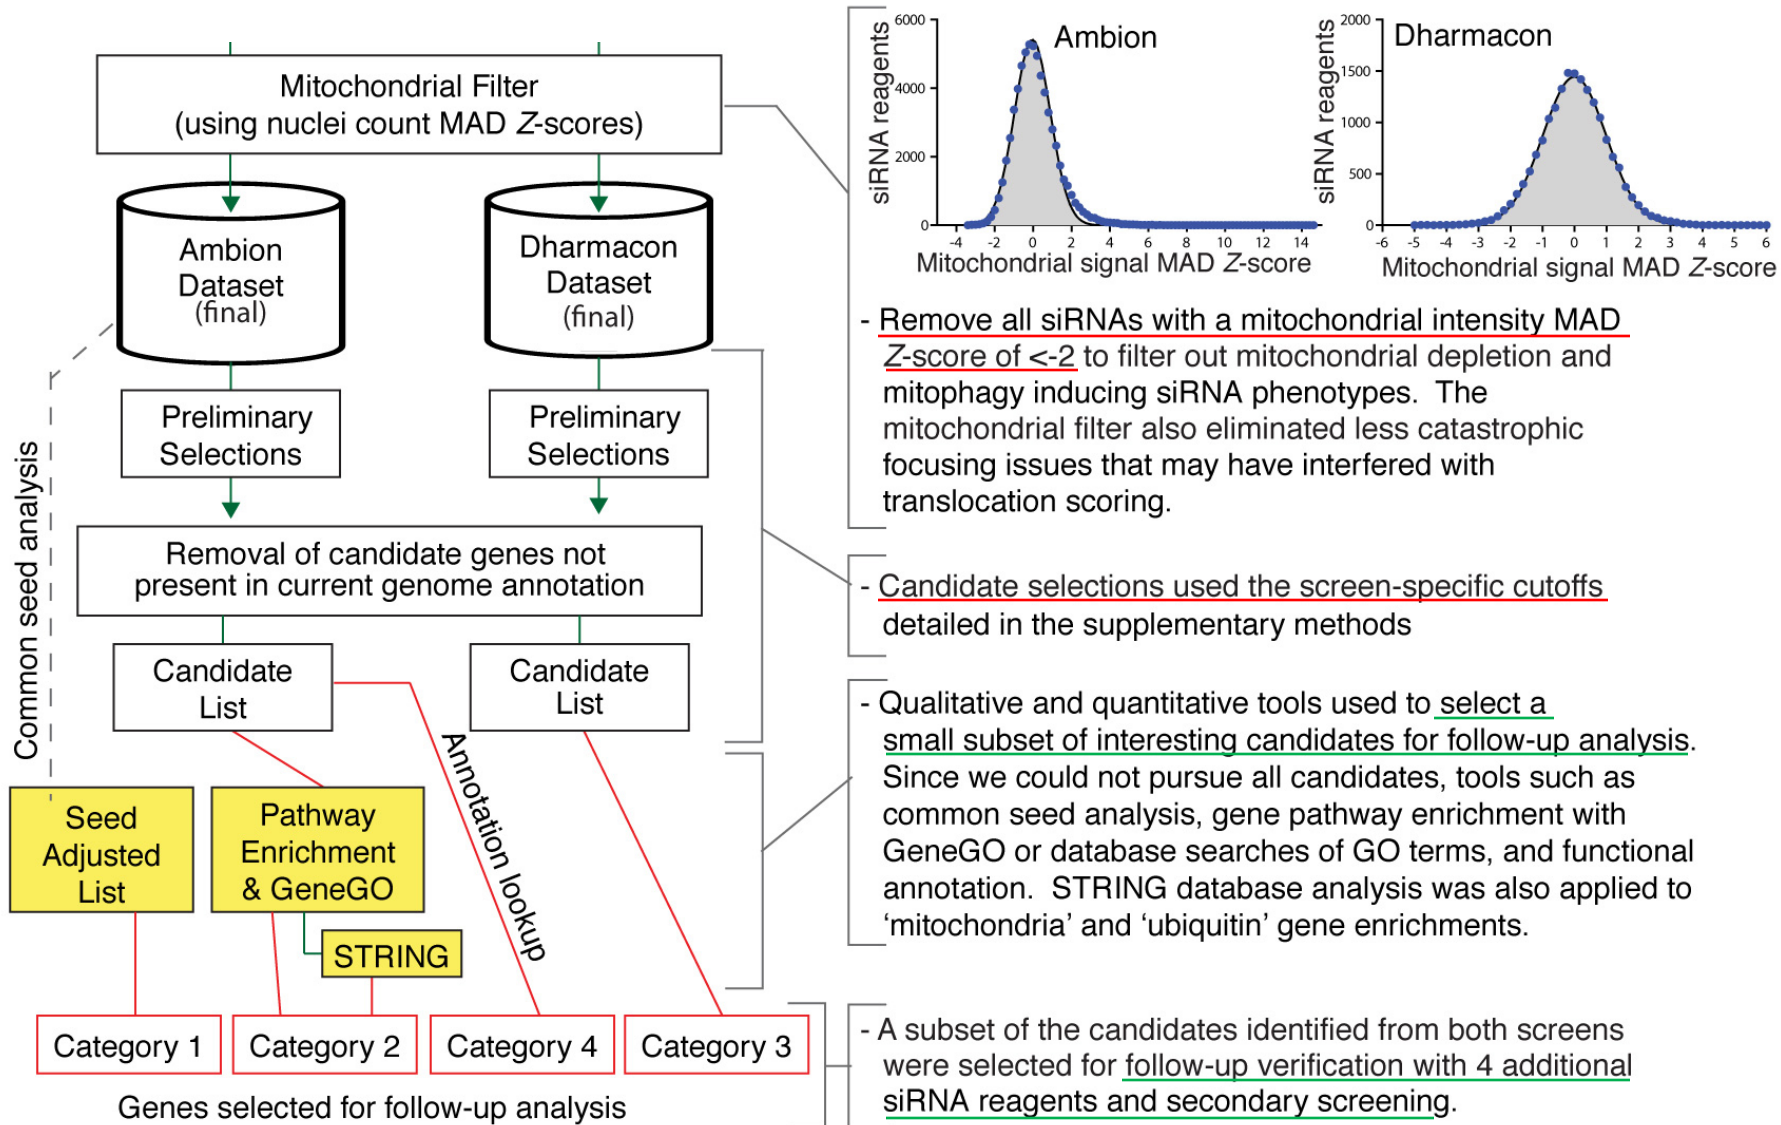 Mitochondrial Filter
(using nuclei count MAD Z-scores)
Ambion
Dataset
(final)
Dharmacon
Dataset
(final)
Preliminary
Selections
Preliminary
Selections
Removal of candidate genes not
present in current genome annotation
Candidate
List
Candidate
List
Common seed analysis
Annotation lookup
Seed
Adjusted
List
Pathway
Enrichment
& GeneGO
STRING
Category 1
Category 2
Category 4
Category 3
Genes selected for follow-up analysis
Ambion
siRNA reagents
6000
4000
2000
0
-4 -2 0 2 4 6 8 10 12 14
Mitochondrial signal MAD Z-score
Dharmacon
siRNA reagents
2000
1500
1000
500
0
-6 -5 -4 -3 -2 -1 0 1 2 3 4 5 6
Mitochondrial signal MAD Z-score
- Remove all siRNAs with a mitochondrial intensity MAD
Z-score of <-2 to filter out mitochondrial depletion and
mitophagy inducing siRNA phenotypes. The
mitochondrial filter also eliminated less catastrophic
focusing issues that may have interfered with
translocation scoring.
- Candidate selections used the screen-specific cutoffs
detailed in the supplementary methods
- Qualitative and quantitative tools used to select a
small subset of interesting candidates for follow-up analysis.
Since we could not pursue all candidates, tools such as
common seed analysis, gene pathway enrichment with
GeneGO or database searches of GO terms, and functional
annotation. STRING database analysis was also applied to
‘mitochondria’ and ‘ubiquitin’ gene enrichments.
- A subset of the candidates identified from both screens
were selected for follow-up verification with 4 additional
siRNA reagents and secondary screening.